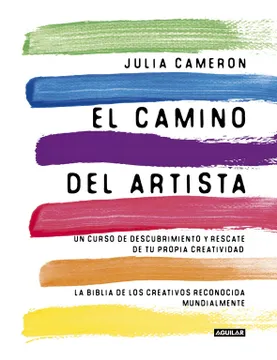 JULIA CAMERON
EL CAMINO
DEL ARTISTA
UN CURSO DE DESCUBRIMIENTO Y RESCATE
DE TU PROPIA CREATIVIDAD
LA BIBLIA DE LOS CREATIVOS RECONOCIDA
MUNDIALMENTE
AGUILAR